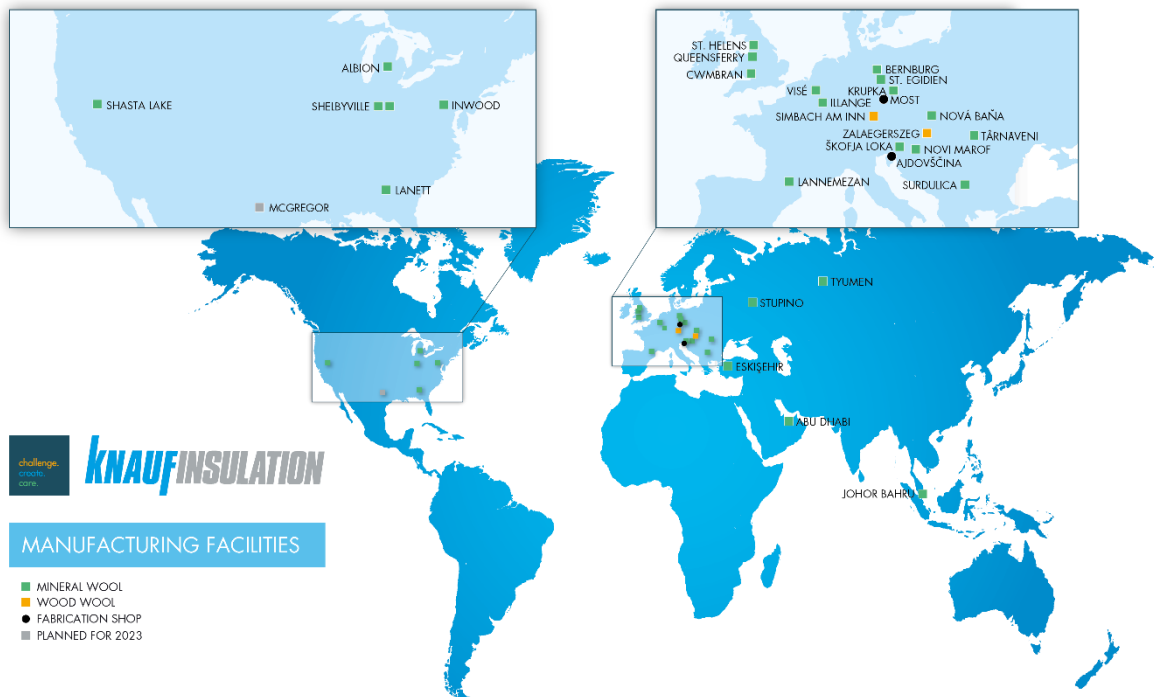 ST. HELENS
QUEENSFERRY
CWMBRAN
BERNBURG
ST. EGIDIEN
KRUPKA
MOST
VISÉ
ILLANGE
SIMBACH AM INN
NOVÁ BAŇA
ZALAEGERSZEG
TÂRNAVENI
ŠKOFJA LOKA
NOVI MAROF
AJDOVŠČINA
LANNEMEZAN
SURDULICA
ALBION
SHASTA LAKE
SHELBYVILLE
INWOOD
LANETT
MCGREGOR
TYUMEN
STUPINO
ESKIŞEHİR
ABU DHABI
JOHOR BAHRU
challenge.
create.
care.
KNAUFINSULATION
MANUFACTURING FACILITIES
MINERAL WOOL
WOOD WOOL
FABRICATION SHOP
PLANNED FOR 2023